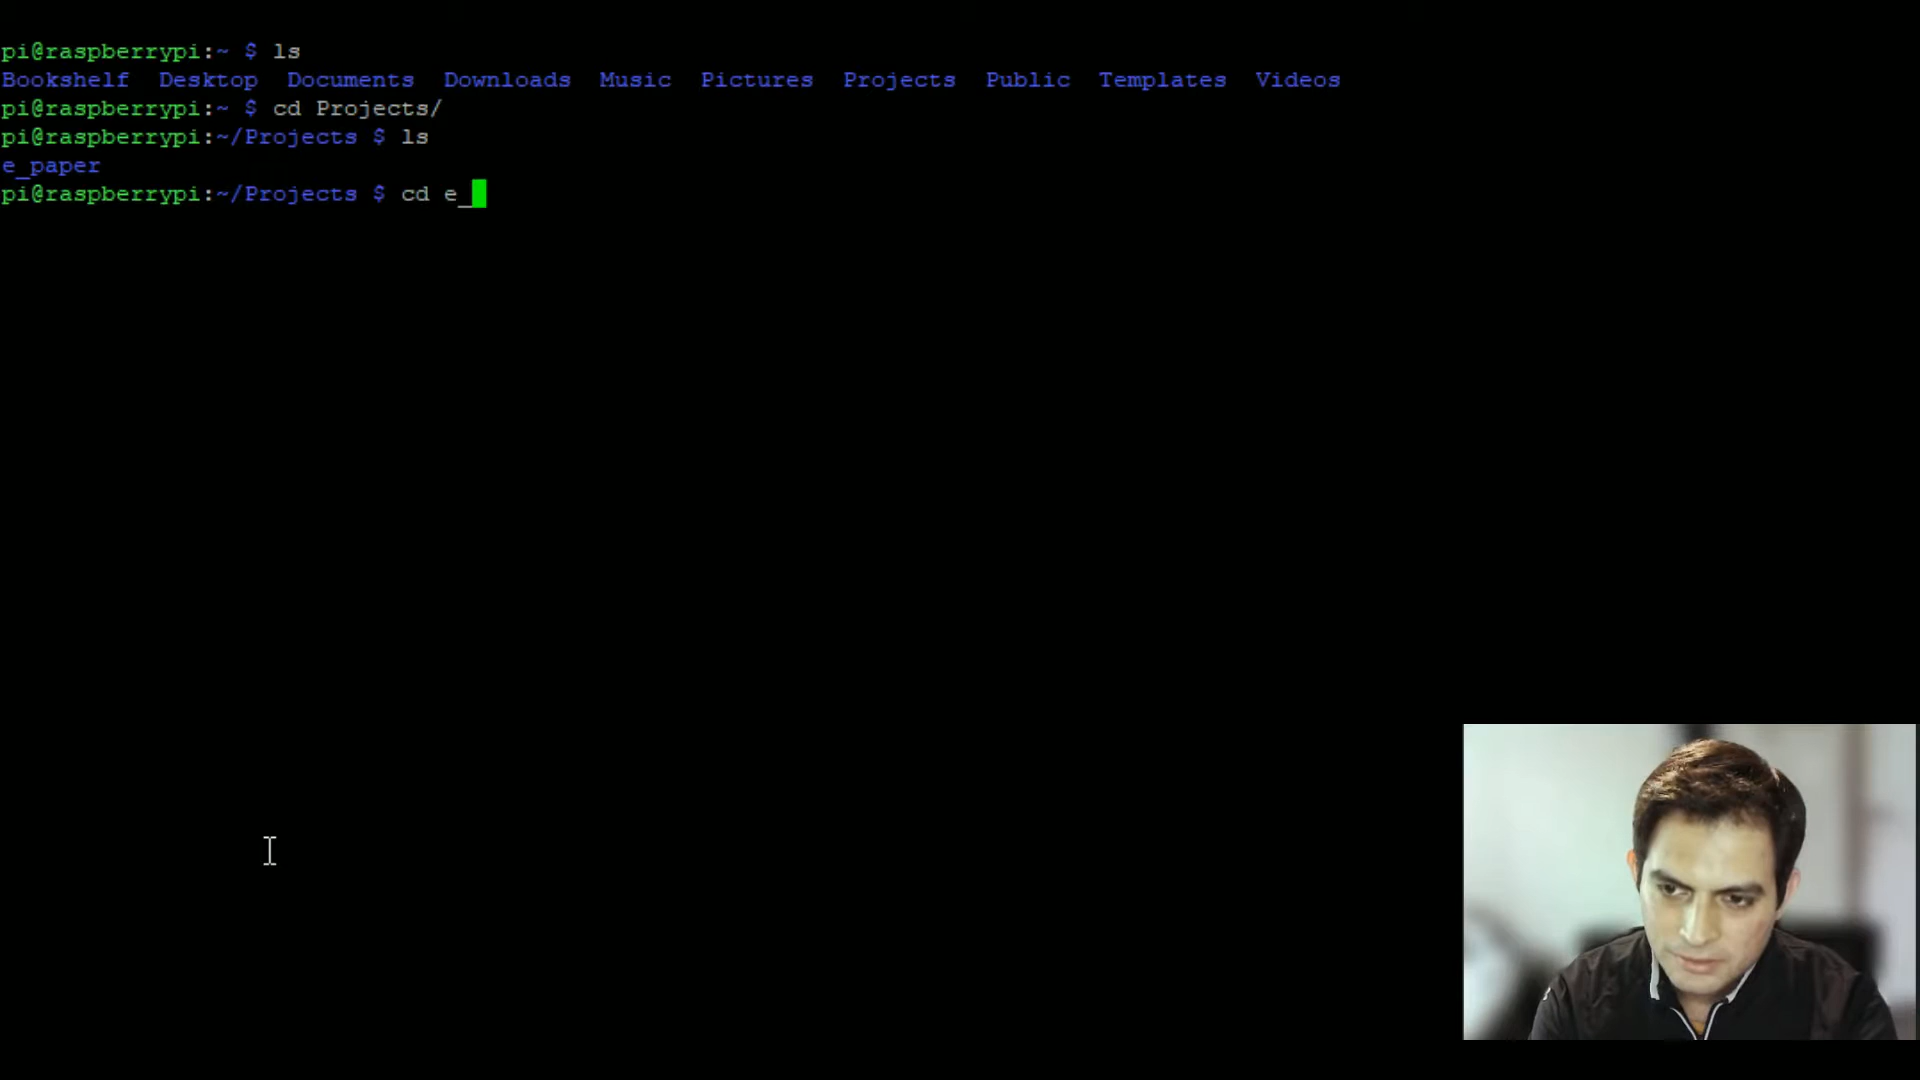 pi@raspberrypi:~ $ ls
Bookshelf  Desktop  Documents  Downloads  Music  Pictures  Projects  Public  Templates  Videos
pi@raspberrypi:~ $ cd Projects/
pi@raspberrypi:~/Projects $ ls
e_paper
pi@raspberrypi:~/Projects $ cd e_